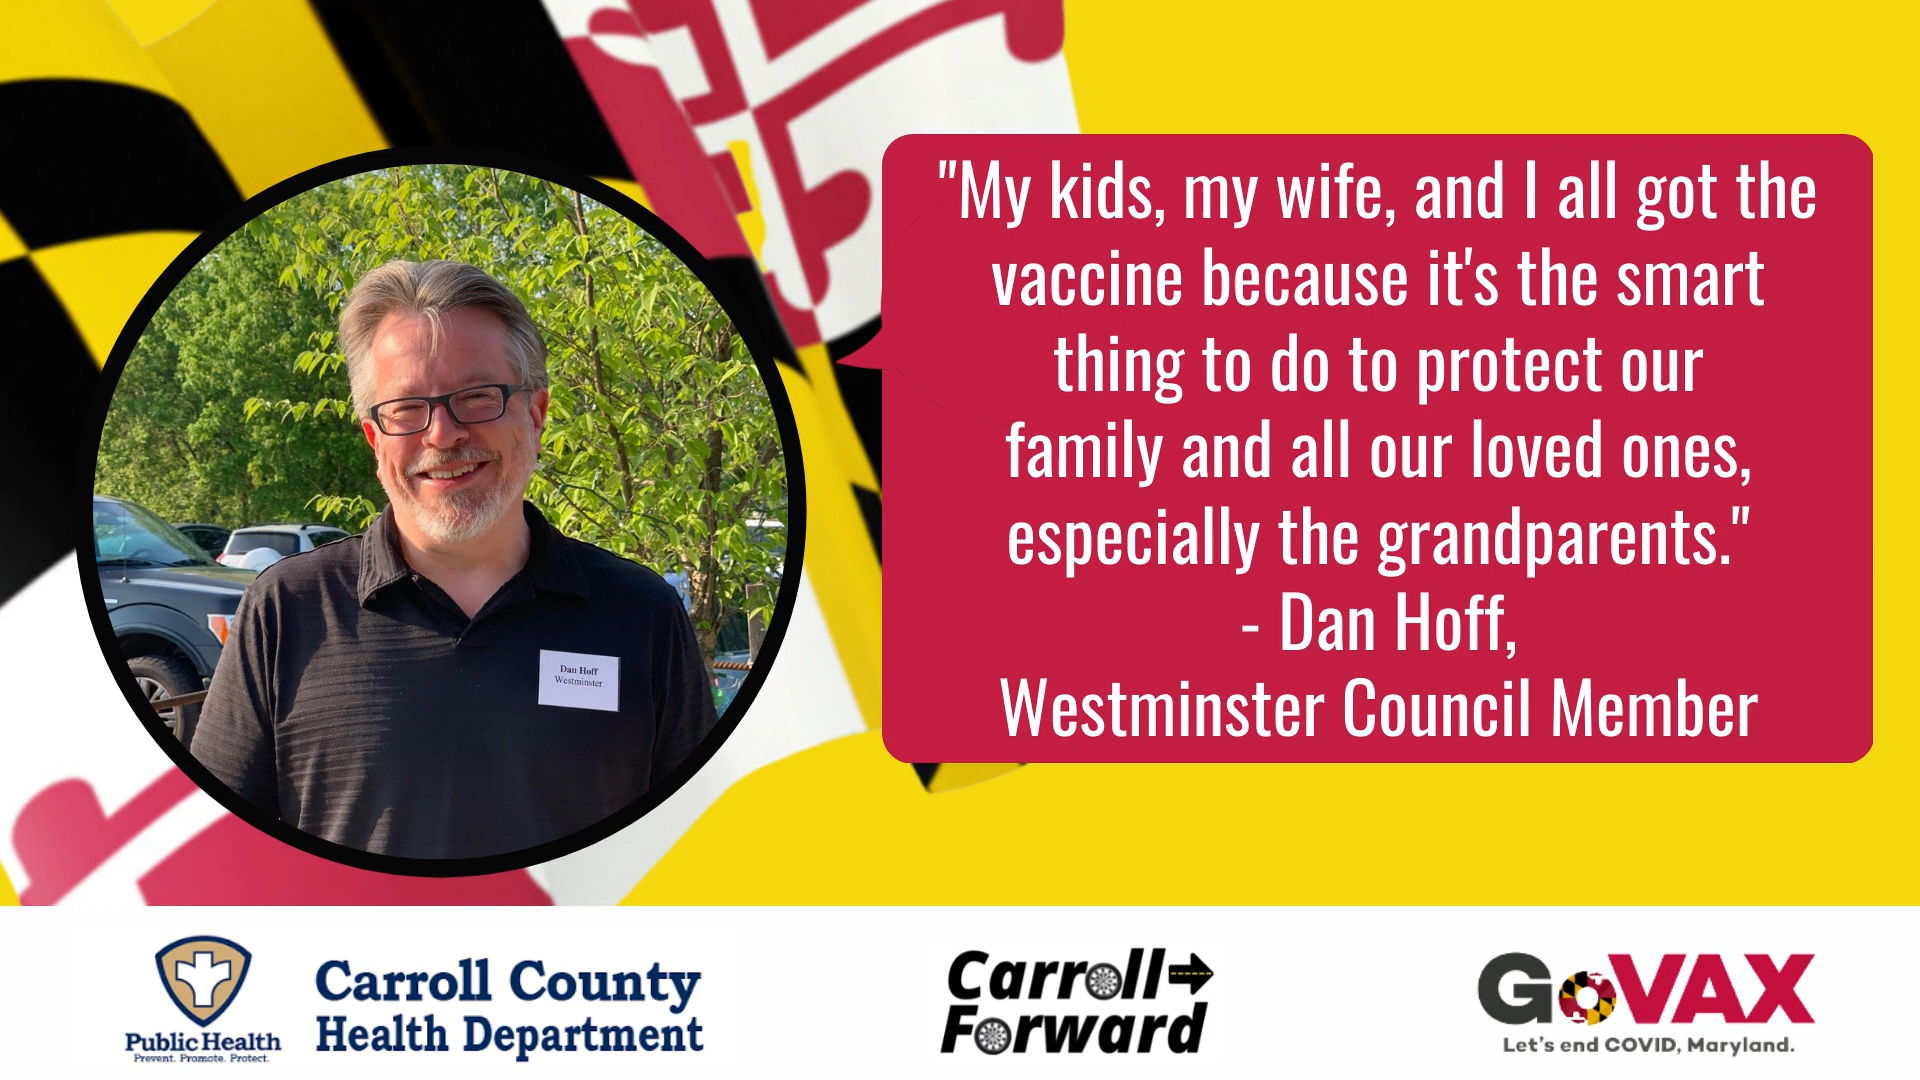 "My kids, my wife, and I all got the
vaccine because it's the smart
thing to do to protect our
family and all our loved ones,
especially the grandparents."
- Dan Hoff,
Westminster Council Member
Dan Hoff
Westminster
Public Health
Prevent. Promote. Protect.
Carroll County
Health Department
Carroll
Forward
GoVAX
Let's end COVID, Maryland.